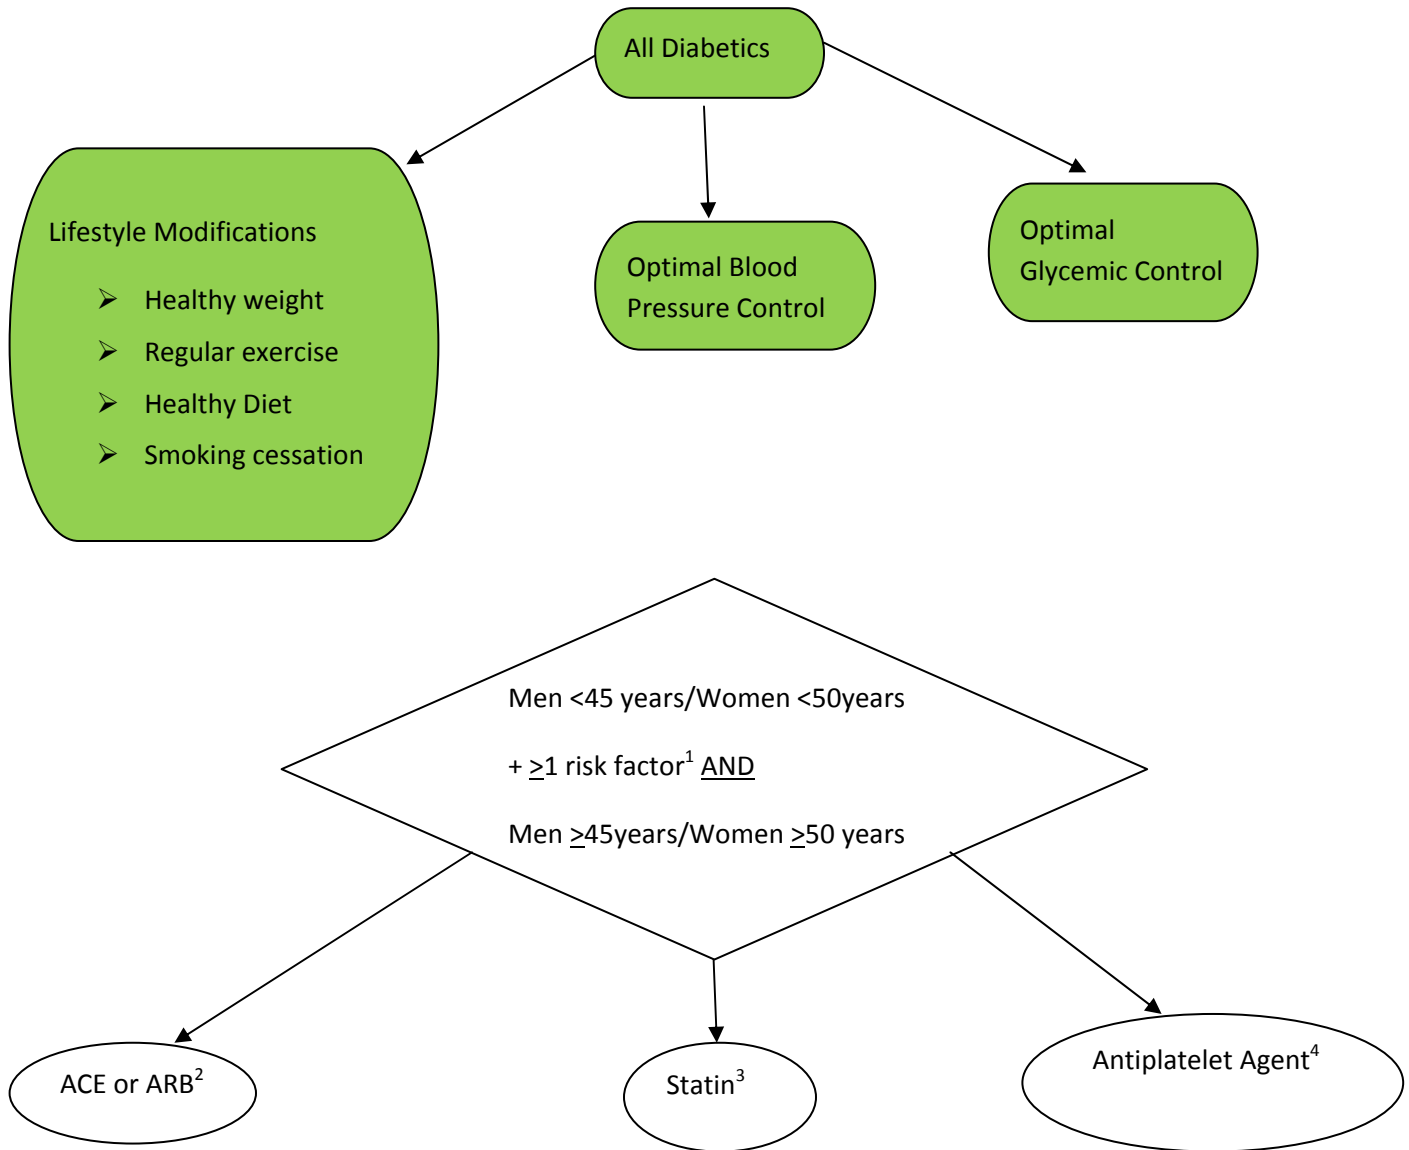 All Diabetics
Lifestyle Modifications
➢ Healthy weight
➢ Regular exercise
➢ Healthy Diet
➢ Smoking cessation
Optimal Blood
Pressure Control
Optimal
Glycemic Control
Men <45 years/Women <50years
+ ≥1 risk factor¹ AND
Men ≥45years/Women ≥50 years
ACE or ARB²
Statin³
Antiplatelet Agent⁴